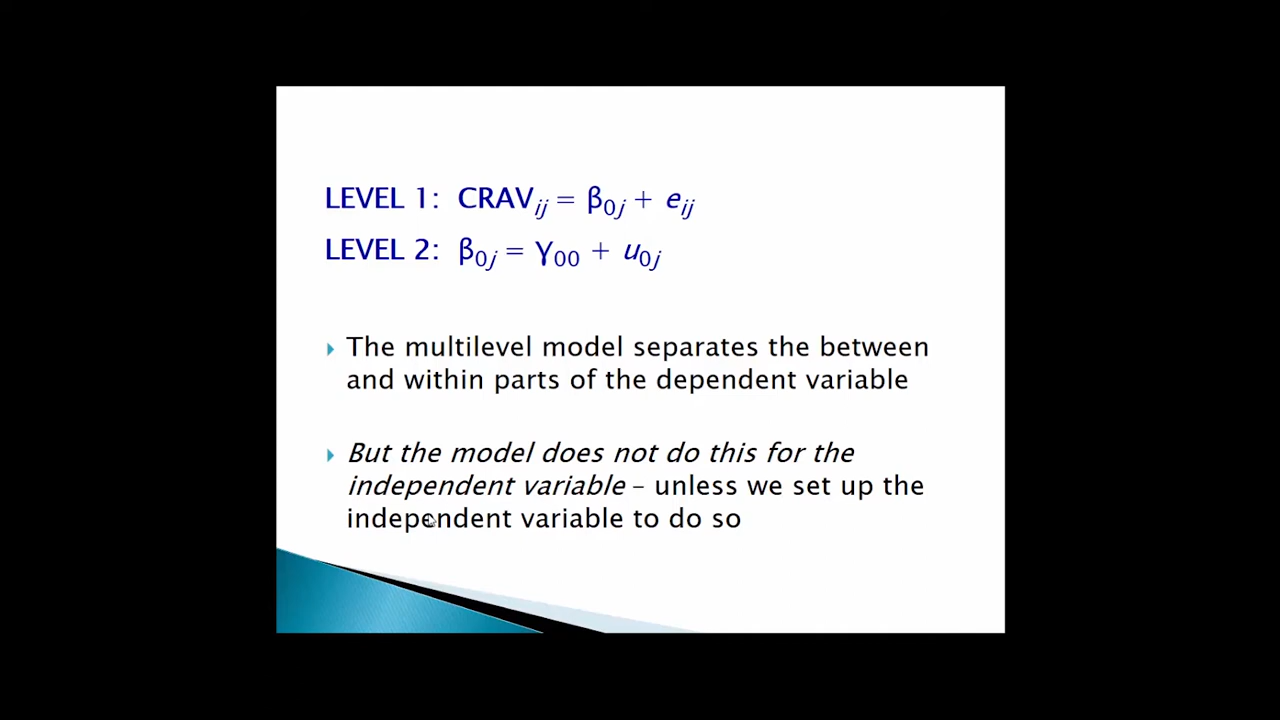 LEVEL 1: CRAVij = β0j + eij
LEVEL 2: β0j = γ00 + u0j
The multilevel model separates the between
and within parts of the dependent variable
But the model does not do this for the
independent variable – unless we set up the
independent variable to do so